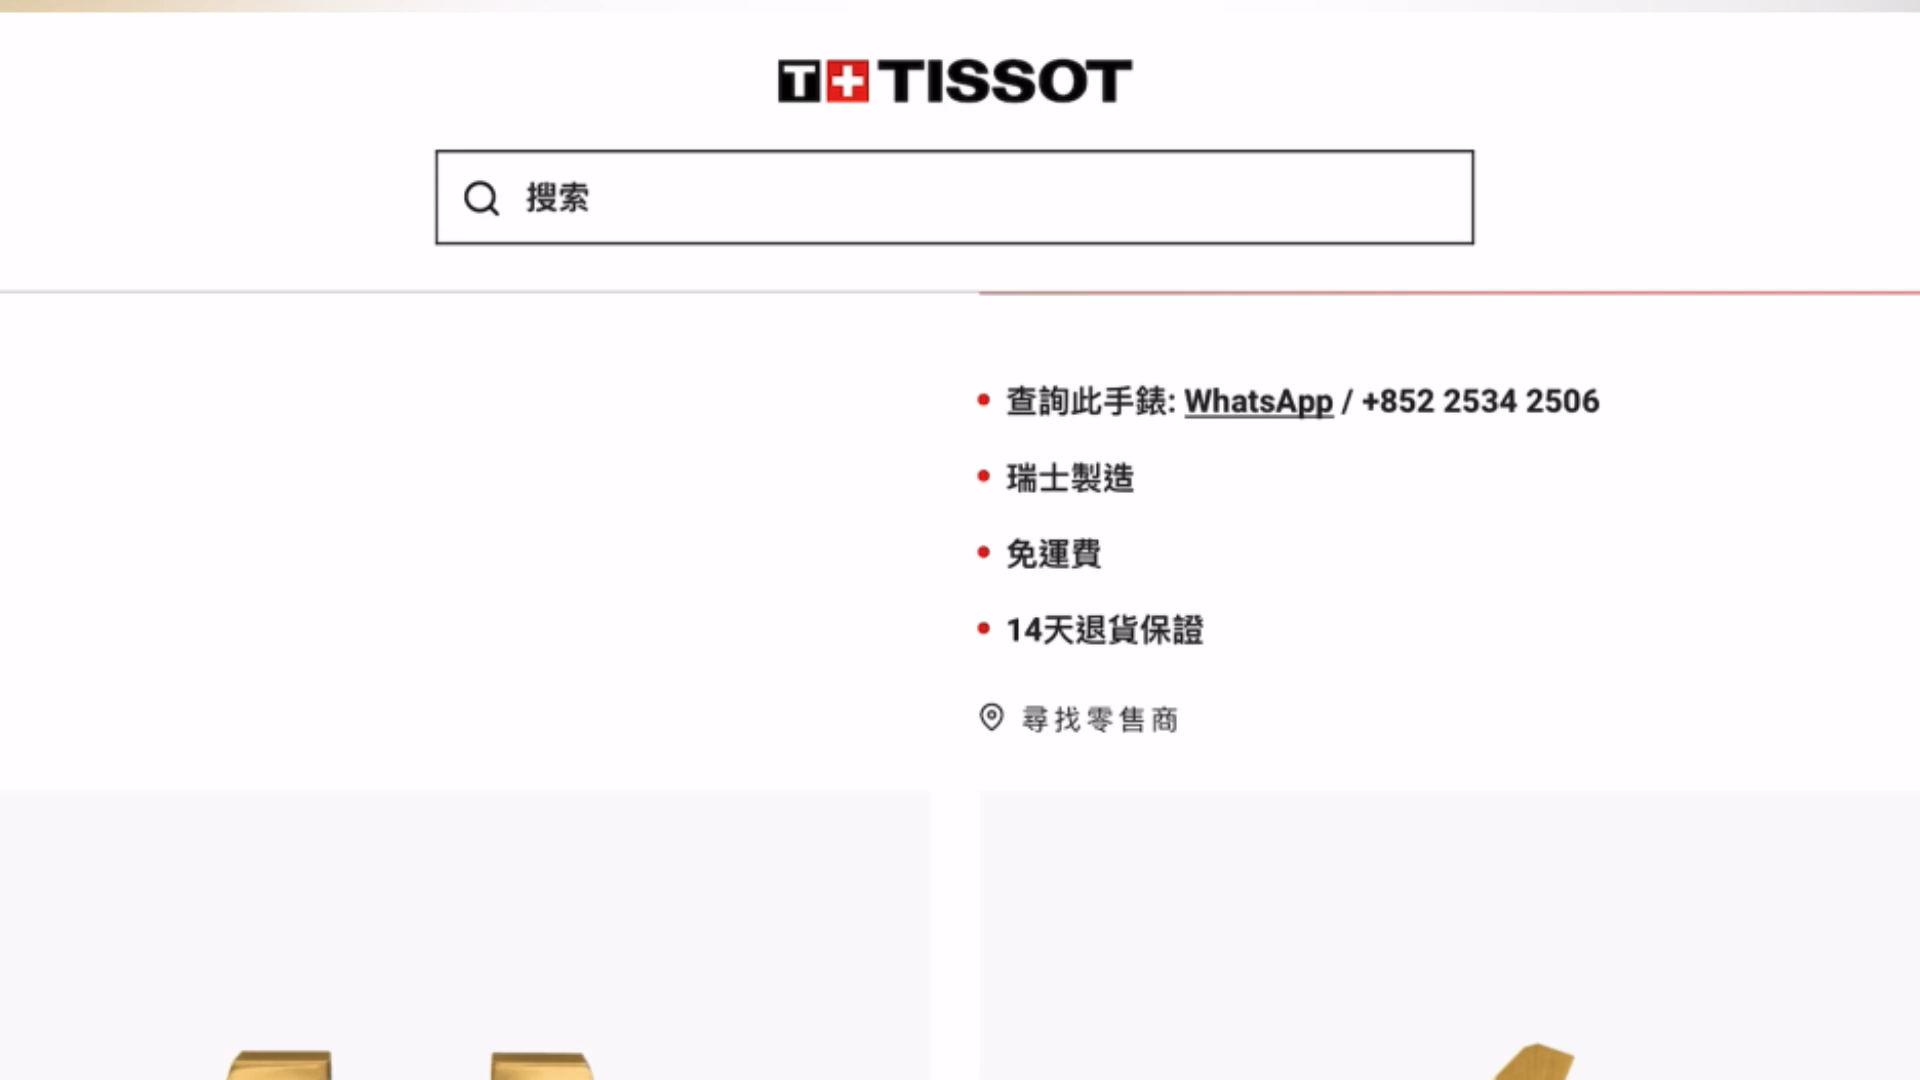 T+ TISSOT
搜索
查詢此手錶: WhatsApp / +852 2534 2506
瑞士製造
免運費
14天退貨保證
尋找零售商